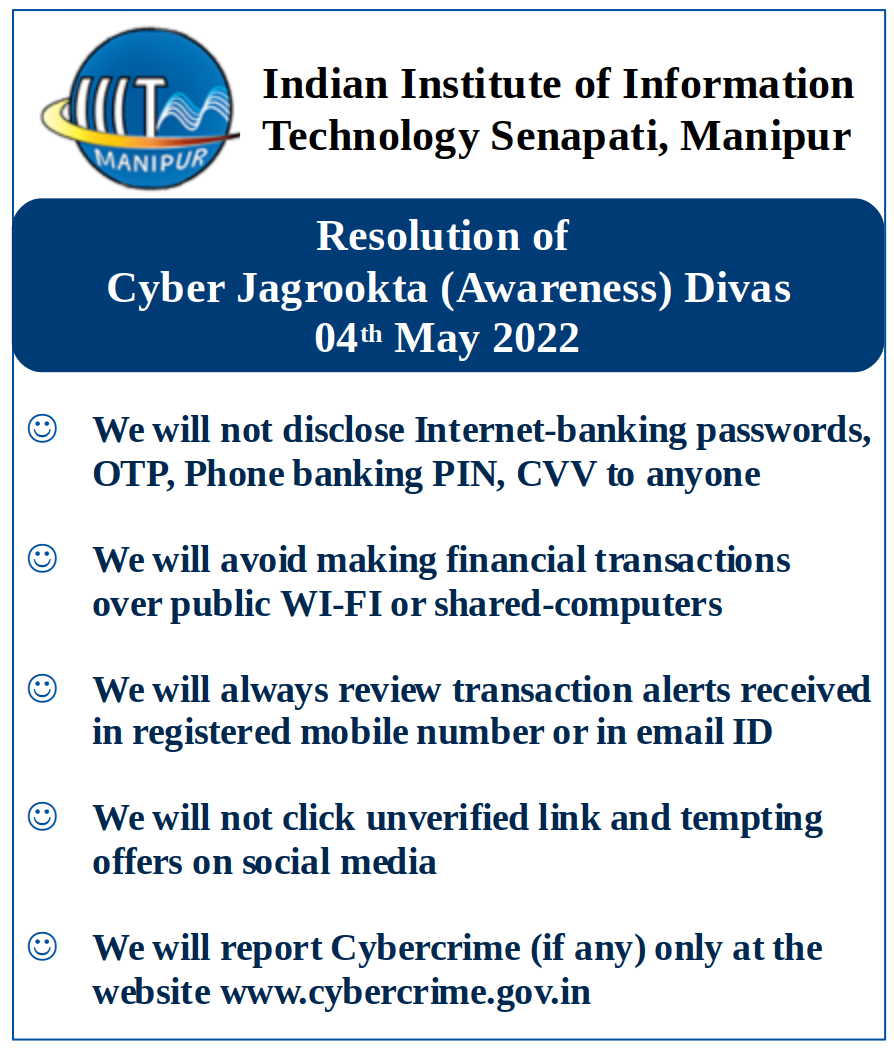 IIITM
MANIPUR
Indian Institute of Information
Technology Senapati, Manipur
Resolution of
Cyber Jagrookta (Awareness) Divas
04th May 2022
We will not disclose Internet-banking passwords,
OTP, Phone banking PIN, CVV to anyone
We will avoid making financial transactions
over public WI-FI or shared-computers
We will always review transaction alerts received
in registered mobile number or in email ID
We will not click unverified link and tempting
offers on social media
We will report Cybercrime (if any) only at the
website www.cybercrime.gov.in